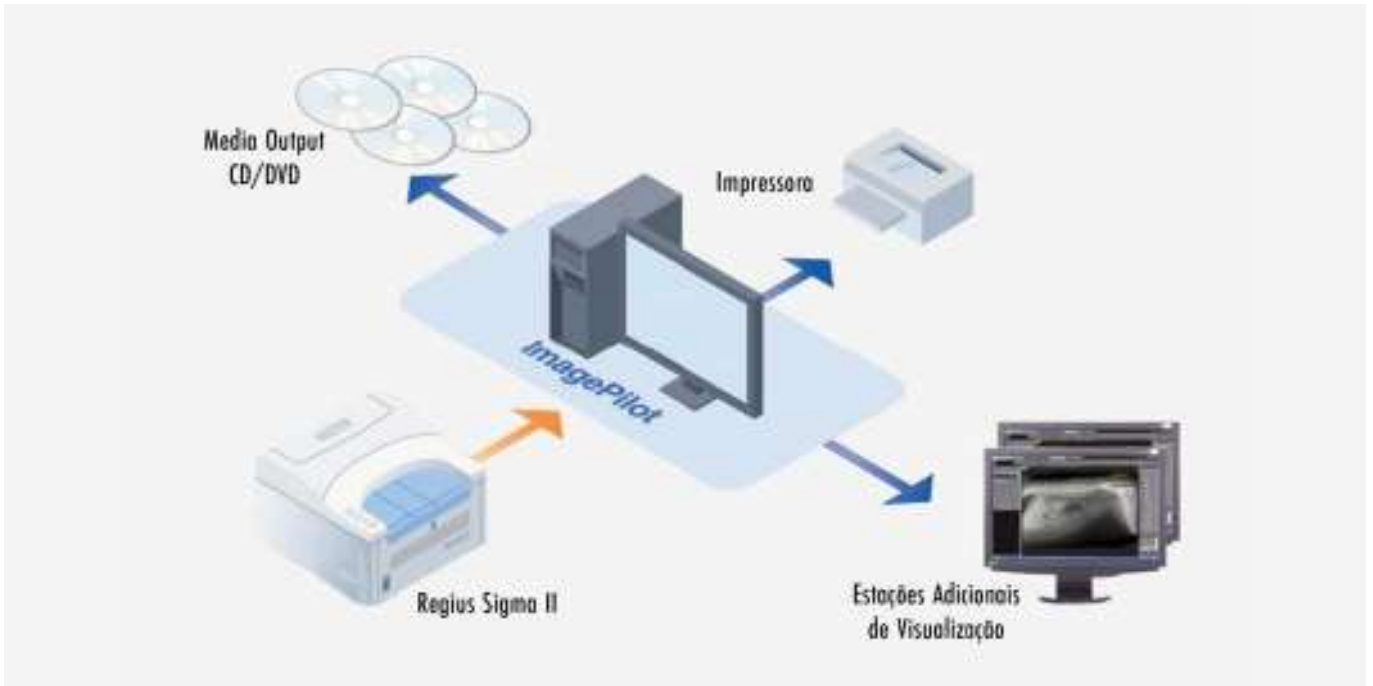 Media Output
CD/DVD
Impressora
ImagePilot
Regius Sigma II
Estações Adicionais
de Visualização